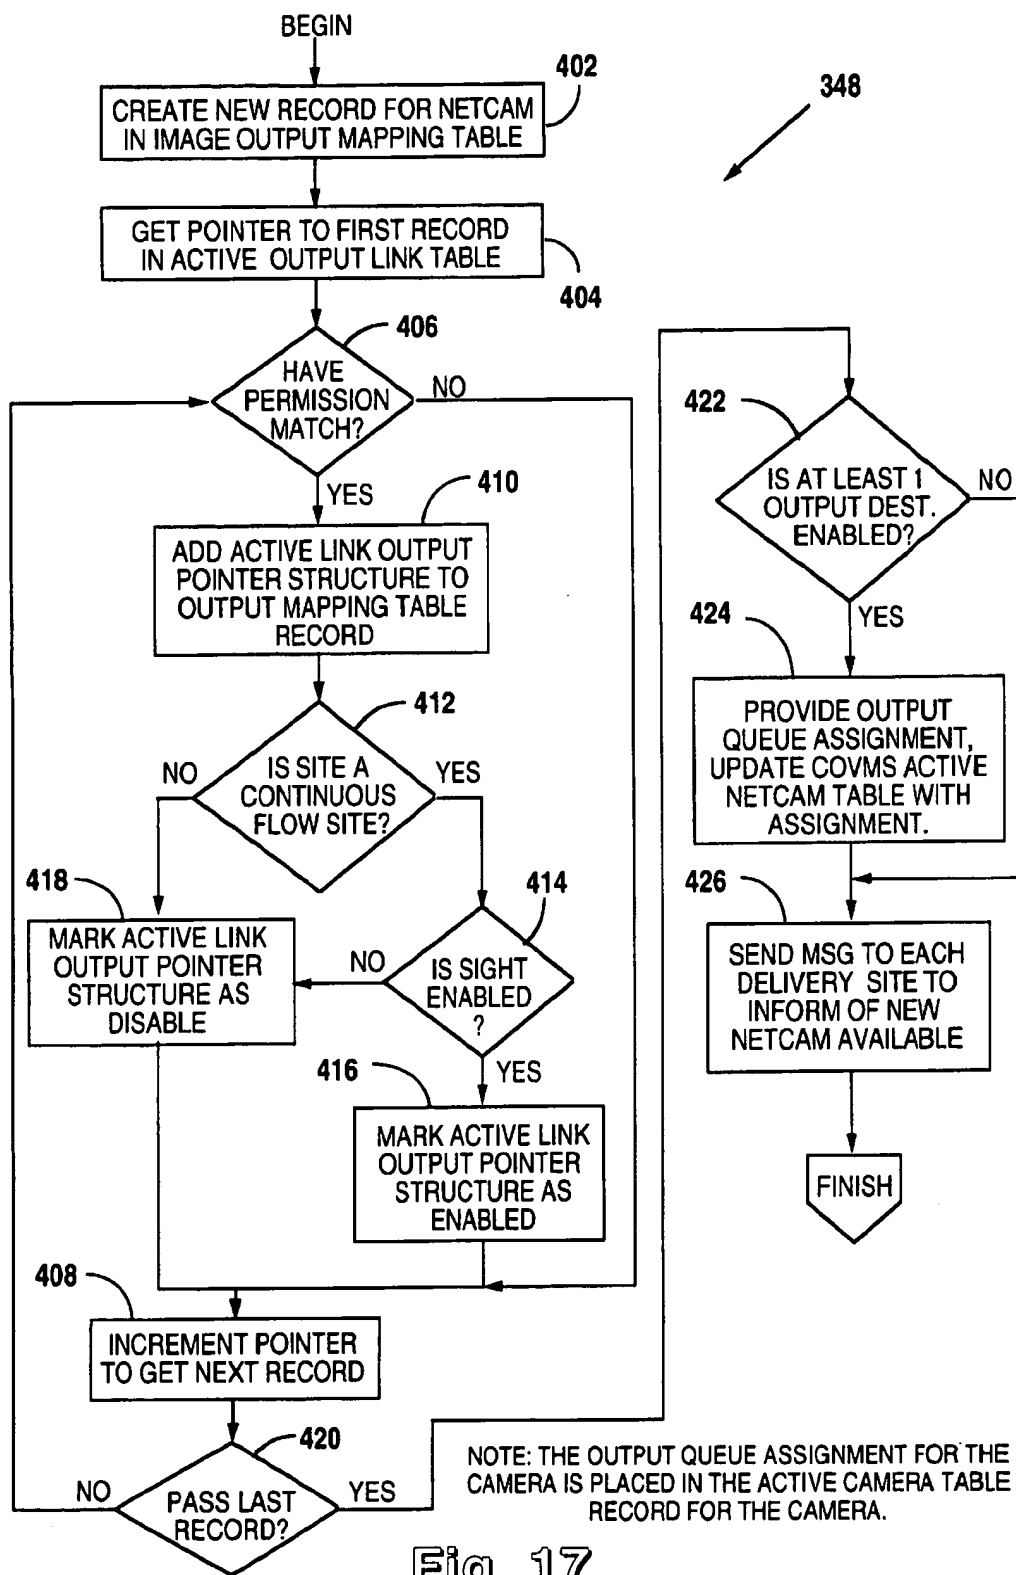 BEGIN
402
CREATE NEW RECORD FOR NETCAM
IN IMAGE OUTPUT MAPPING TABLE
348
GET POINTER TO FIRST RECORD
IN ACTIVE OUTPUT LINK TABLE
404
406
HAVE
PERMISSION
MATCH?
NO
YES
410
ADD ACTIVE LINK OUTPUT
POINTER STRUCTURE TO
OUTPUT MAPPING TABLE
RECORD
412
NO
IS SITE A
CONTINUOUS
FLOW SITE?
YES
418
MARK ACTIVE LINK
OUTPUT POINTER
STRUCTURE AS
DISABLE
414
NO
IS SIGHT
ENABLED
?
YES
416
MARK ACTIVE LINK
OUTPUT POINTER
STRUCTURE AS
ENABLED
408
INCREMENT POINTER
TO GET NEXT RECORD
420
NO
PASS LAST
RECORD?
YES
422
IS AT LEAST 1
OUTPUT DEST.
ENABLED?
NO
YES
424
PROVIDE OUTPUT
QUEUE ASSIGNMENT,
UPDATE COVMS ACTIVE
NETCAM TABLE WITH
ASSIGNMENT.
426
SEND MSG TO EACH
DELIVERY SITE TO
INFORM OF NEW
NETCAM AVAILABLE
FINISH
NOTE: THE OUTPUT QUEUE ASSIGNMENT FOR THE
CAMERA IS PLACED IN THE ACTIVE CAMERA TABLE
RECORD FOR THE CAMERA.
Fig. 17